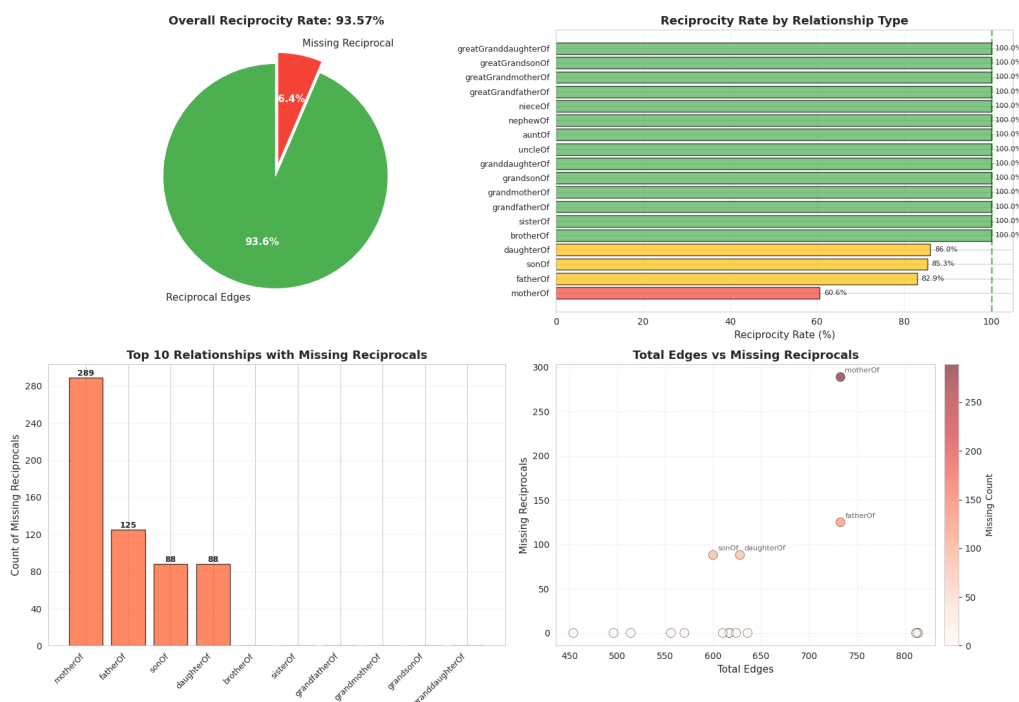 Overall Reciprocity Rate: 93.57%
Missing Reciprocal
6.4%
93.6%
Reciprocal Edges
Reciprocity Rate by Relationship Type
greatGranddaughterOf 100.0%
greatGrandsonOf 100.0%
greatGrandmotherOf 100.0%
greatGrandfatherOf 100.0%
nieceOf 100.0%
nephewOf 100.0%
auntOf 100.0%
uncleOf 100.0%
granddaughterOf 100.0%
grandsonOf 100.0%
grandmotherOf 100.0%
grandfatherOf 100.0%
sisterOf 100.0%
brotherOf 100.0%
daughterOf 86.0%
sonOf 85.3%
fatherOf 82.9%
motherOf 60.6%
0 20 40 60 80 100
Reciprocity Rate (%)
Top 10 Relationships with Missing Reciprocals
Count of Missing Reciprocals
280
240
200
160
120
80
40
0
289
125
88
88
motherOf
fatherOf
sonOf
daughterOf
brotherOf
sisterOf
grandfatherOf
grandmotherOf
grandsonOf
granddaughterOf
Total Edges vs Missing Reciprocals
Missing Reciprocals
300
250
200
150
100
50
0
motherOf
fatherOf
sonOf
daughterOf
450 500 550 600 650 700 750 800
Total Edges
250
200
150
100
50
0
Missing Count